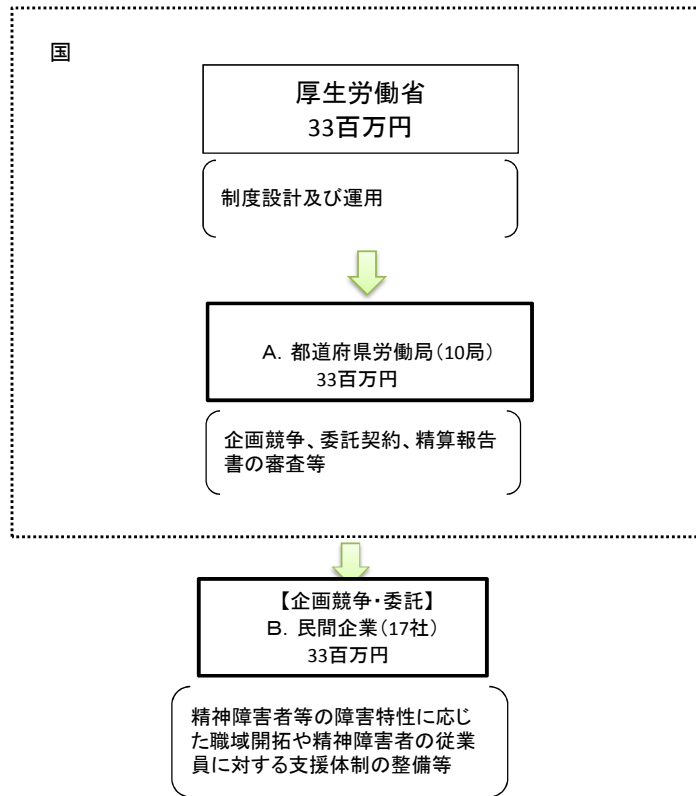 国
厚生労働省
33百万円
制度設計及び運用
A. 都道府県労働局(10局)
33百万円
企画競争、委託契約、精算報告
書の審査等
【企画競争・委託】
B. 民間企業(17社)
33百万円
精神障害者等の障害特性に応じ
た職域開拓や精神障害者の従業
員に対する支援体制の整備等